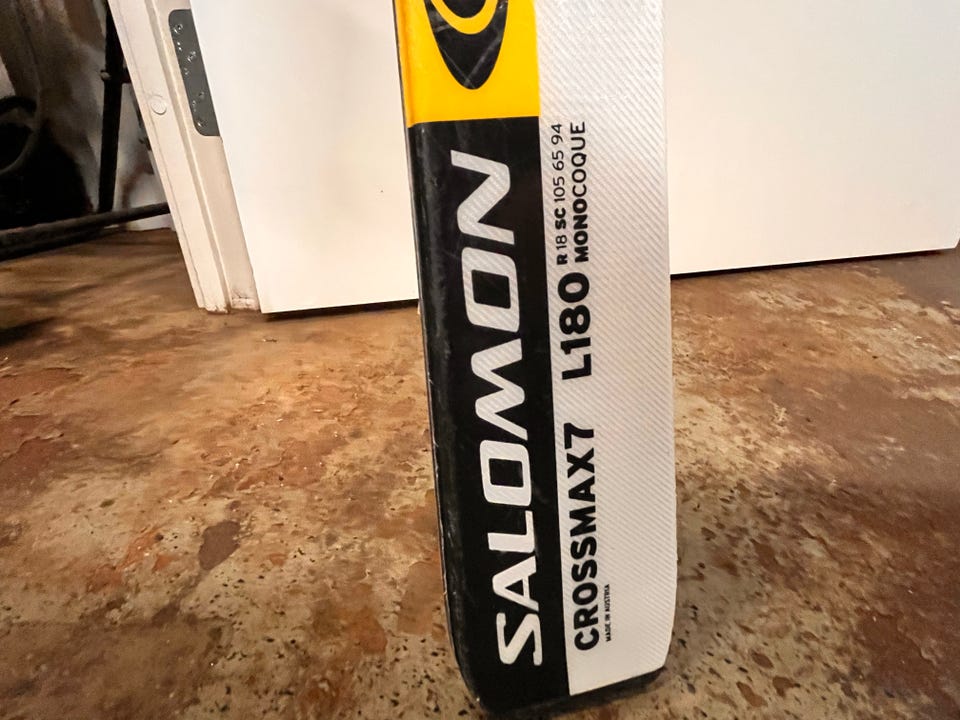 SALOMON
R 18 SC 105 65 94
L180 MONOCOQUE
CROSSMAX7
MADE IN AUSTRIA